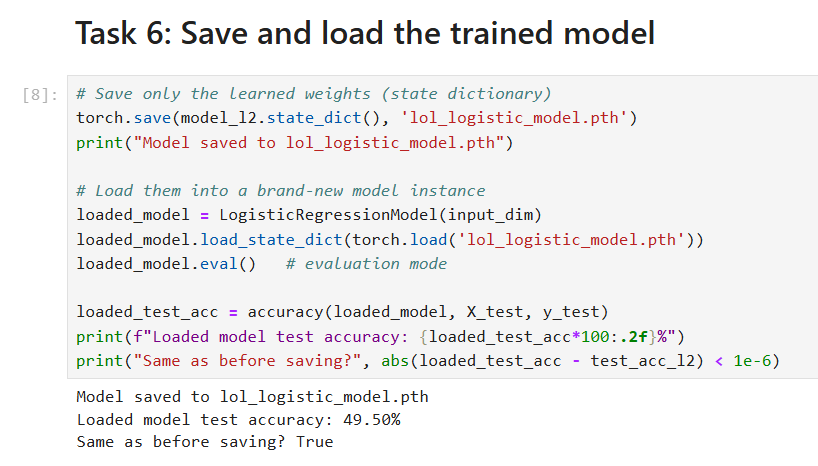 Task 6: Save and load the trained model
[8]:
# Save only the learned weights (state dictionary)
torch.save(model_l2.state_dict(), 'lol_logistic_model.pth')
print("Model saved to lol_logistic_model.pth")
# Load them into a brand-new model instance
loaded_model = LogisticRegressionModel(input_dim)
loaded_model.load_state_dict(torch.load('lol_logistic_model.pth'))
loaded_model.eval()   # evaluation mode
loaded_test_acc = accuracy(loaded_model, X_test, y_test)
print(f"Loaded model test accuracy: {loaded_test_acc*100:.2f}%")
print("Same as before saving?", abs(loaded_test_acc - test_acc_l2) < 1e-6)
Model saved to lol_logistic_model.pth
Loaded model test accuracy: 49.50%
Same as before saving? True